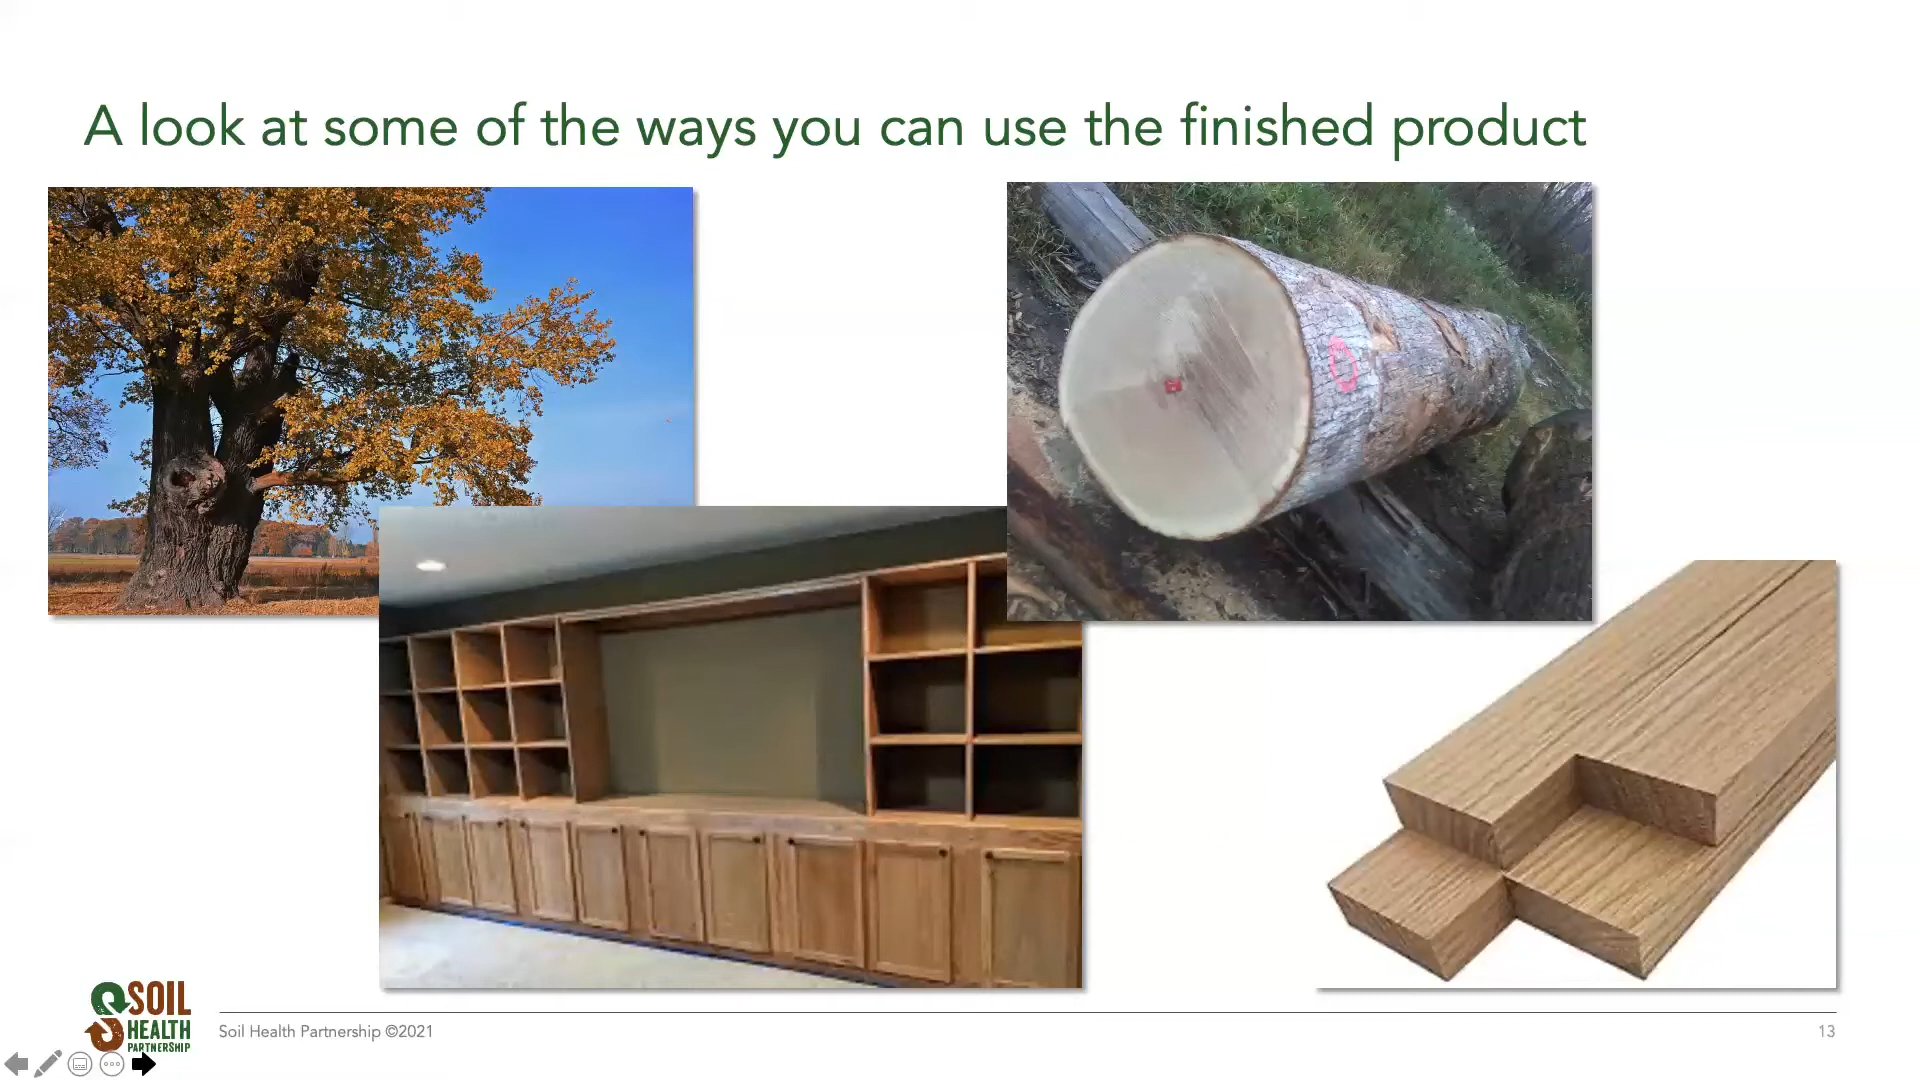 A look at some of the ways you can use the finished product
SOIL
HEALTH
PARTNERSHIP
Soil Health Partnership ©2021
13